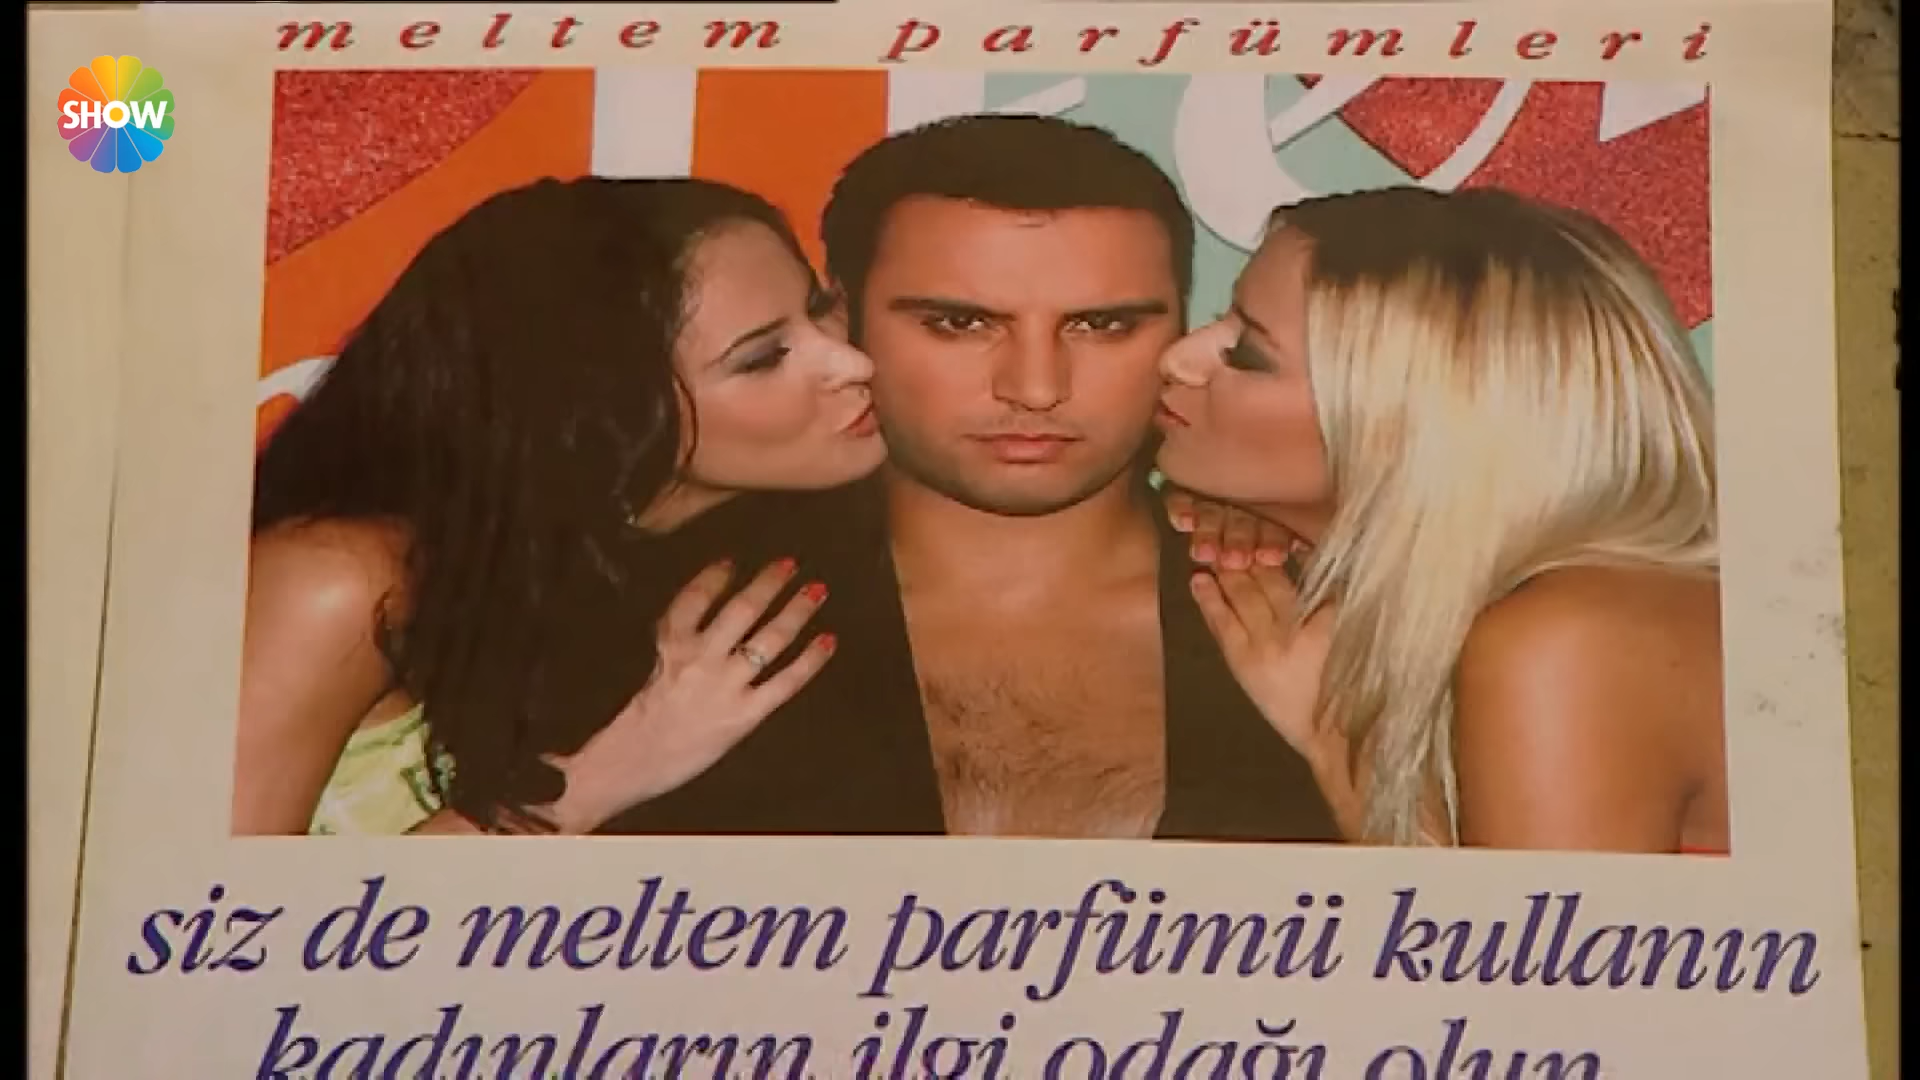 meltem parfümleri
SHOW
siz de meltem parfümü kullanın
kadınların ilgi odağı olun